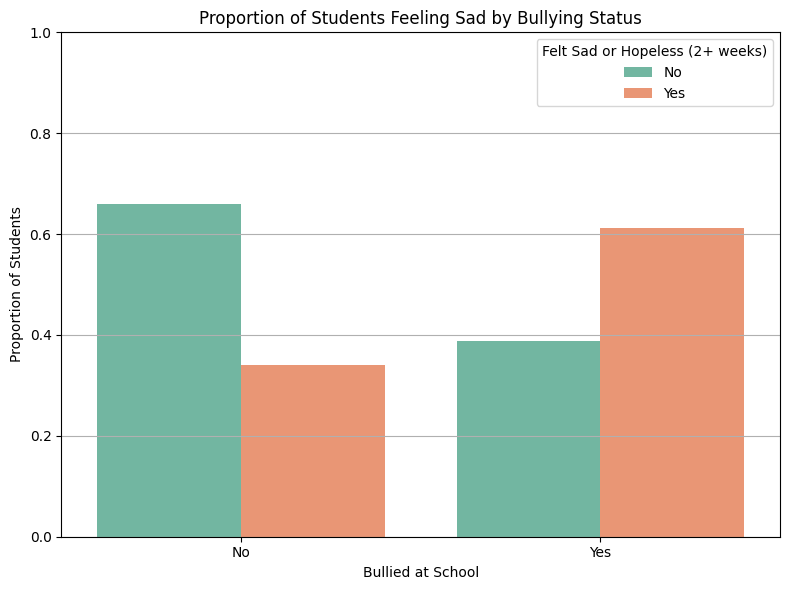 Proportion of Students Feeling Sad by Bullying Status
Felt Sad or Hopeless (2+ weeks)
No
Yes
Proportion of Students
1.0
0.8
0.6
0.4
0.2
0.0
No
Yes
Bullied at School